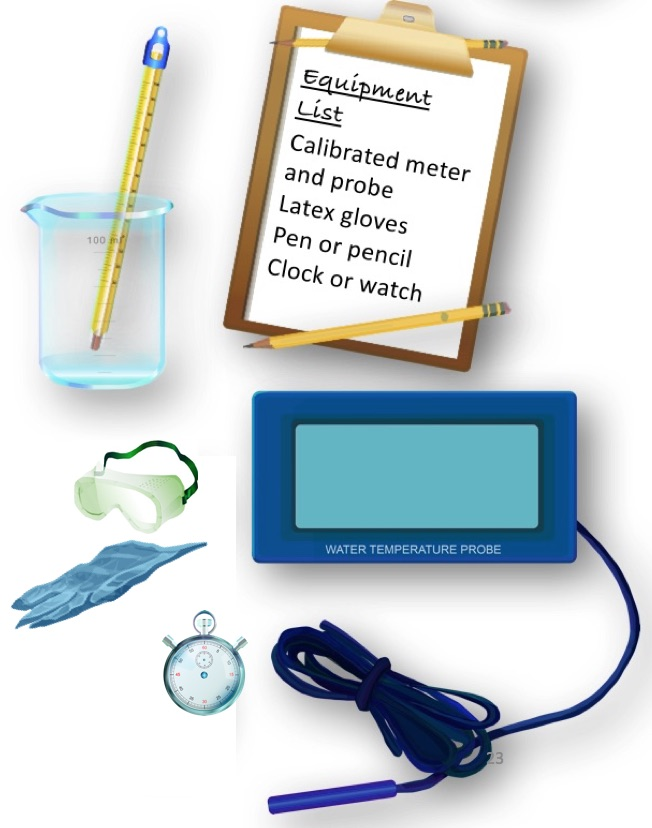 Equipment
List
Calibrated meter
and probe
Latex gloves
Pen or pencil
Clock or watch
100 ml
WATER TEMPERATURE PROBE
23